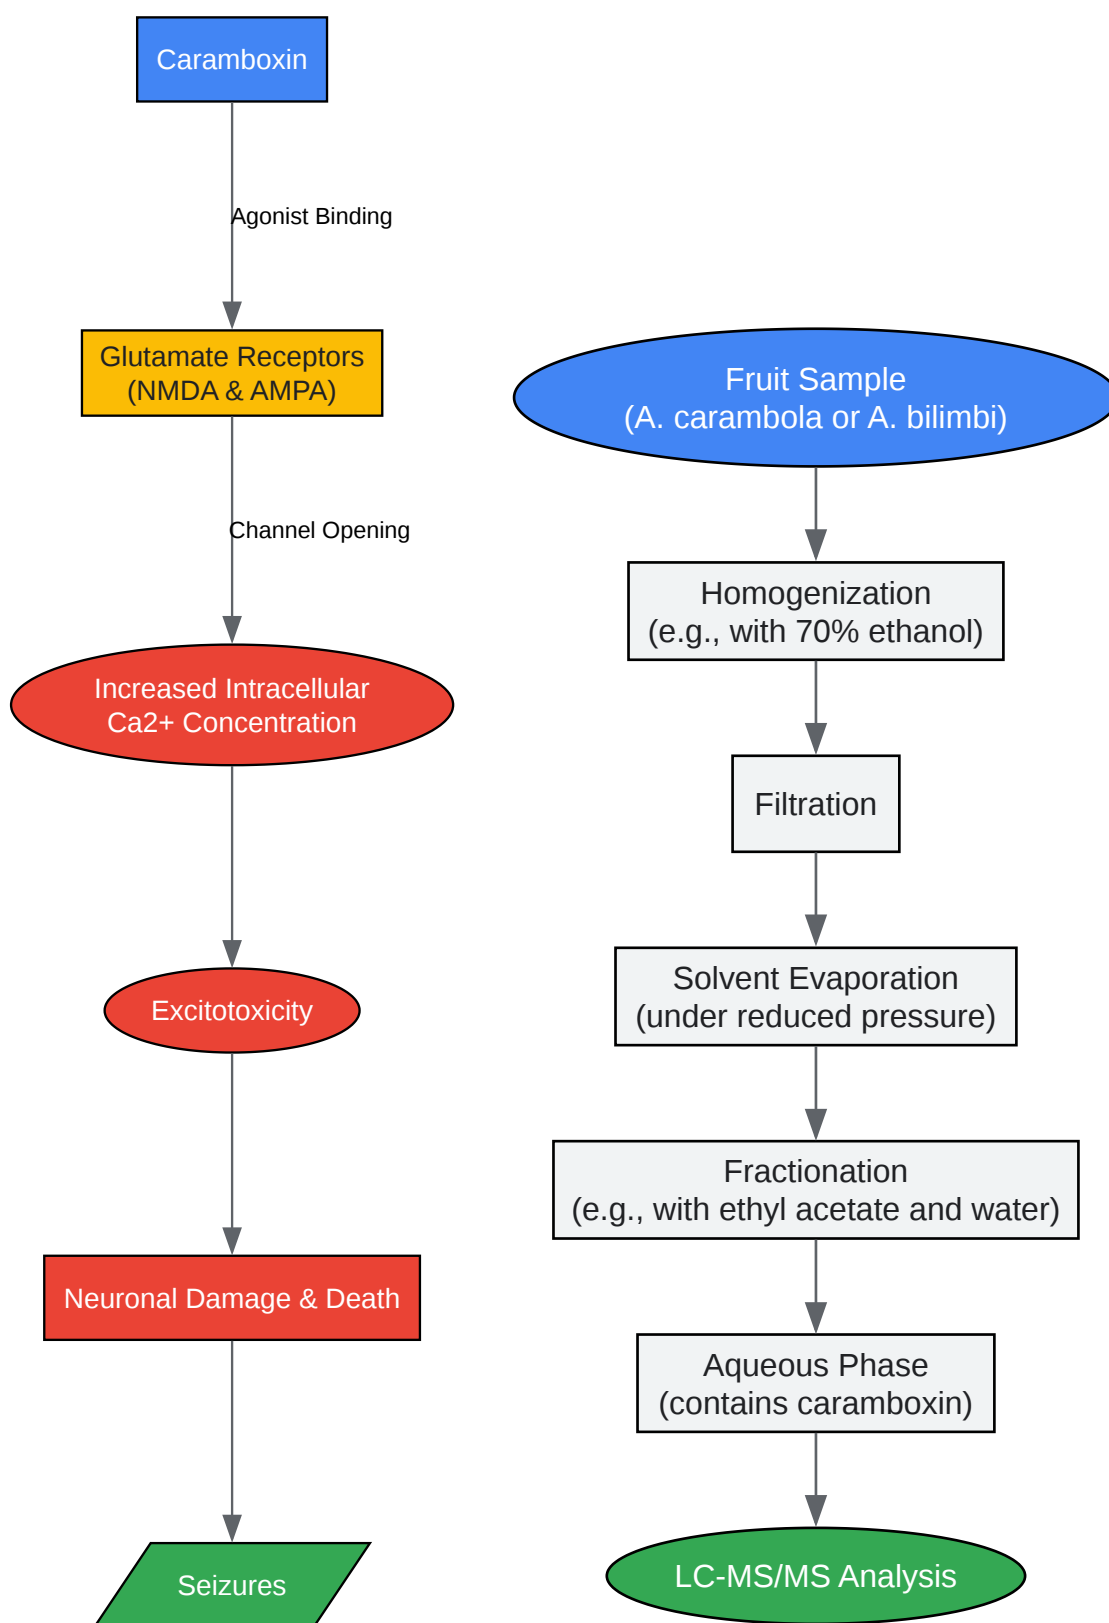 Caramboxin
Agonist Binding
Glutamate Receptors
(NMDA & AMPA)
Channel Opening
Increased Intracellular
Ca2+ Concentration
Excitotoxicity
Neuronal Damage & Death
Seizures
Fruit Sample
(A. carambola or A. bilimbi)
Homogenization
(e.g., with 70% ethanol)
Filtration
Solvent Evaporation
(under reduced pressure)
Fractionation
(e.g., with ethyl acetate and water)
Aqueous Phase
(contains caramboxin)
LC-MS/MS Analysis